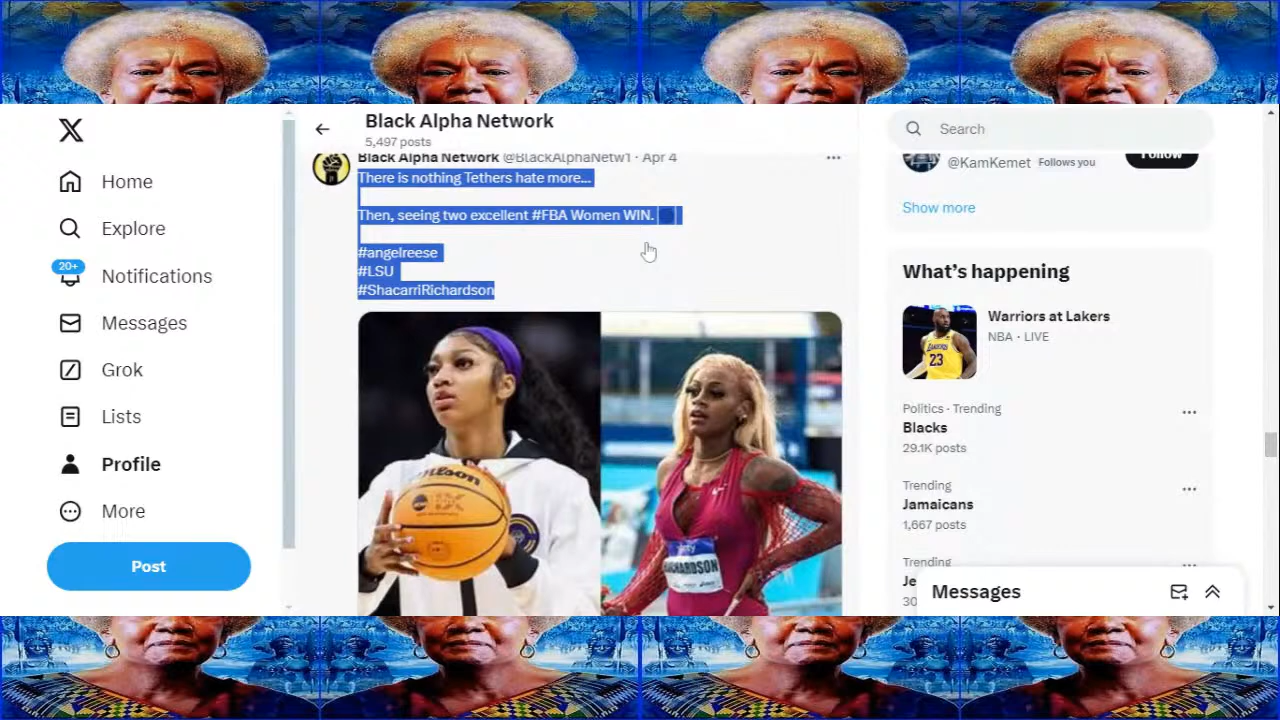 Black Alpha Network
5,497 posts
Black Alpha Network @BlackAlphaNetw1 · Apr 4
There is nothing Tethers hate more...
Then, seeing two excellent #FBA Women WIN.
#angelreese
#LSU
#ShacarriRichardson
Wilson
RICHARDSON
Home
Explore
20+
Notifications
Messages
Grok
Lists
Profile
More
Post
Search
@KamKemet Follows you
Follow
Show more
What's happening
Warriors at Lakers
NBA · LIVE
23
Politics · Trending
Blacks
29.1K posts
Trending
Jamaicans
1,667 posts
Trending
Je
30
Messages